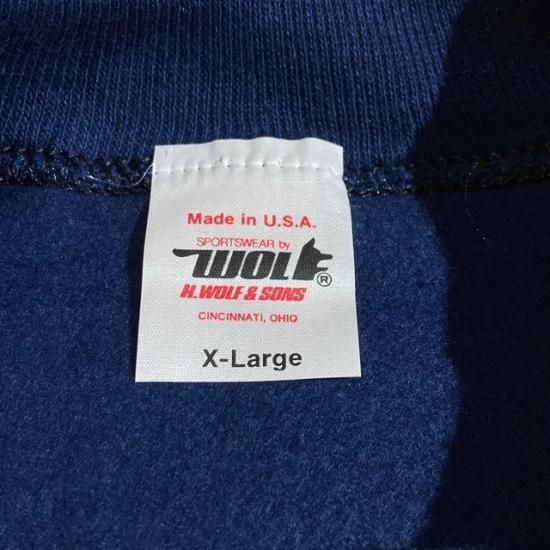 Made in U.S.A.
SPORTSWEAR by
WOLF®
H.WOLF & SONS
CINCINNATI, OHIO
X-Large